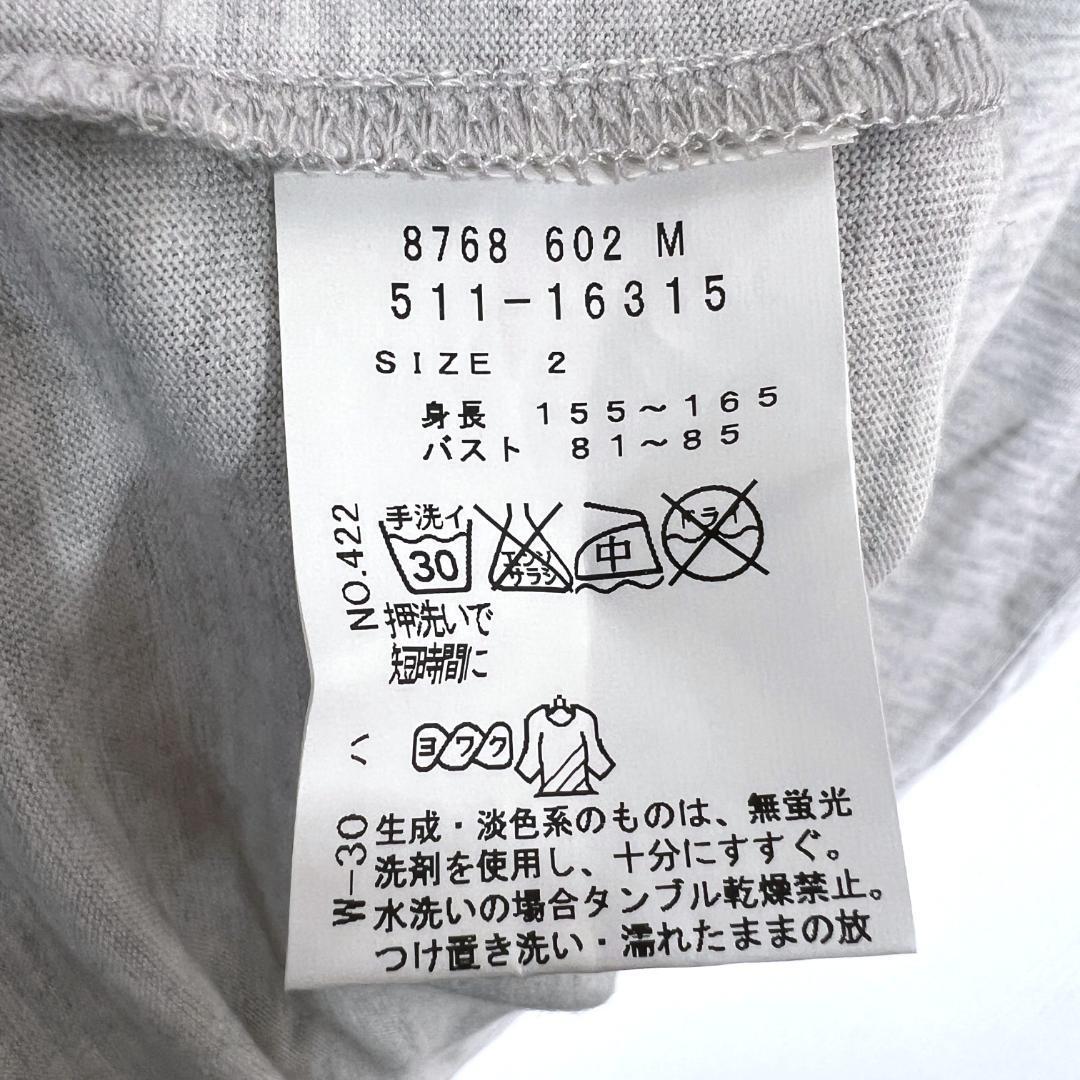 8768 602 M
511-16315
SIZE 2
身長 155～165
バスト 81～85
NO.422
手洗イ
30
エンソ
サラシ
中
ドライ
押洗いで
短時間に
ハ
ヨワク
W-30
生成・淡色系のものは、無蛍光
洗剤を使用し、十分にすすぐ。
水洗いの場合タンブル乾燥禁止。
つけ置き洗い・濡れたままの放